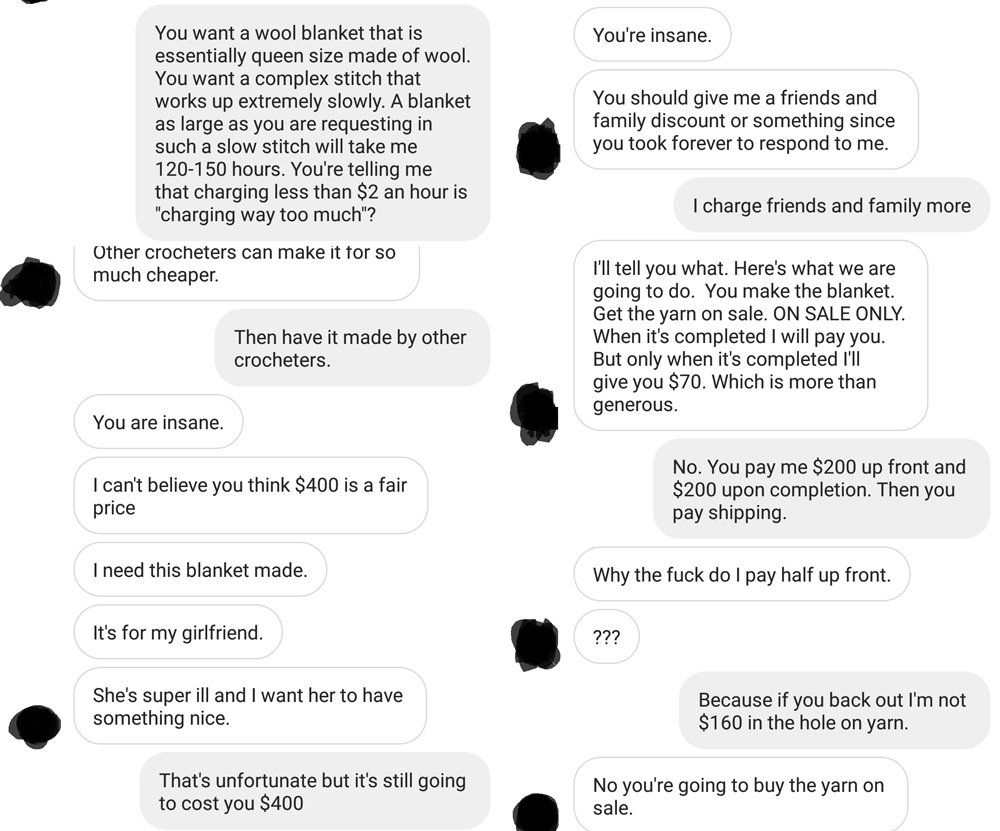 You want a wool blanket that is
essentially queen size made of wool.
You want a complex stitch that
works up extremely slowly. A blanket
as large as you are requesting in
such a slow stitch will take me
120-150 hours. You're telling me
that charging less than $2 an hour is
"charging way too much"?
Other crocheters can make it for so
much cheaper.
Then have it made by other
crocheters.
You are insane.
I can't believe you think $400 is a fair
price
I need this blanket made.
It's for my girlfriend.
She's super ill and I want her to have
something nice.
That's unfortunate but it's still going
to cost you $400
You're insane.
You should give me a friends and
family discount or something since
you took forever to respond to me.
I charge friends and family more
I'll tell you what. Here's what we are
going to do. You make the blanket.
Get the yarn on sale. ON SALE ONLY.
When it's completed I will pay you.
But only when it's completed I'll
give you $70. Which is more than
generous.
No. You pay me $200 up front and
$200 upon completion. Then you
pay shipping.
Why the fuck do I pay half up front.
???
Because if you back out I'm not
$160 in the hole on yarn.
No you're going to buy the yarn on
sale.